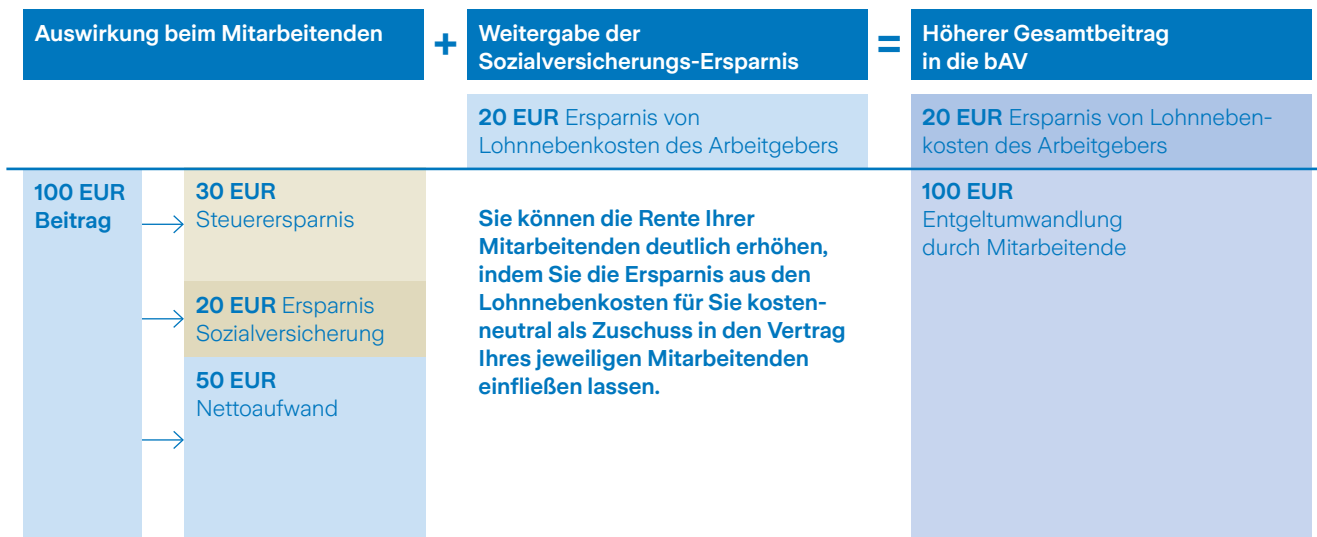 Auswirkung beim Mitarbeitenden
+
Weitergabe der
Sozialversicherungs-Ersparnis
=
Höherer Gesamtbeitrag
in die bAV
20 EUR Ersparnis von
Lohnnebenkosten des Arbeitgebers
20 EUR Ersparnis von Lohnneben-
kosten des Arbeitgebers
100 EUR
Beitrag
30 EUR
Steuerersparnis
20 EUR Ersparnis
Sozialversicherung
50 EUR
Nettoaufwand
Sie können die Rente Ihrer
Mitarbeitenden deutlich erhöhen,
indem Sie die Ersparnis aus den
Lohnnebenkosten für Sie kosten-
neutral als Zuschuss in den Vertrag
Ihres jeweiligen Mitarbeitenden
einfließen lassen.
100 EUR
Entgeltumwandlung
durch Mitarbeitende